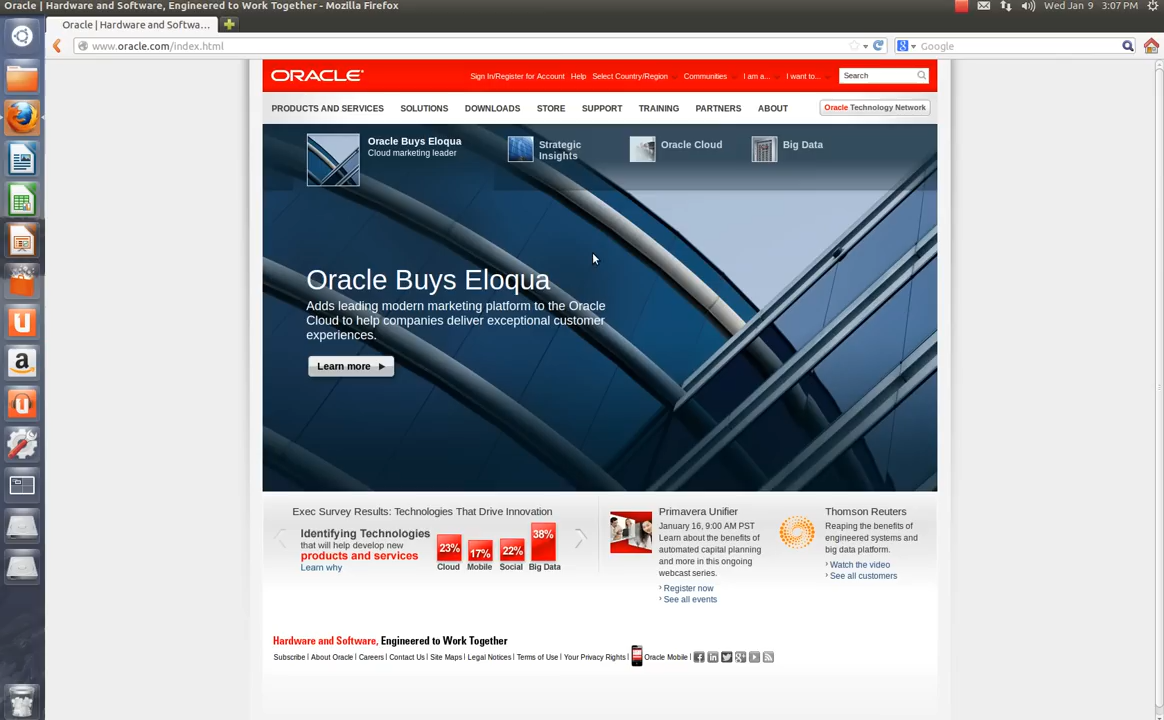 Oracle | Hardware and Software, Engineered to Work Together - Mozilla Firefox
Wed Jan 9 3:07 PM
Oracle | Hardware and Softwa...
www.oracle.com/index.html
Google
ORACLE
Sign In/Register for Account Help Select Country/Region Communities I am a... I want to... Search
PRODUCTS AND SERVICES SOLUTIONS DOWNLOADS STORE SUPPORT TRAINING PARTNERS ABOUT Oracle Technology Network
Oracle Buys Eloqua
Cloud marketing leader
Strategic
Insights
Oracle Cloud
Big Data
Oracle Buys Eloqua
Adds leading modern marketing platform to the Oracle
Cloud to help companies deliver exceptional customer
experiences.
Learn more
Exec Survey Results: Technologies That Drive Innovation
Identifying Technologies
that will help develop new
products and services
Learn why
23% 17% 22% 38%
Cloud Mobile Social Big Data
Primavera Unifier
January 16, 9:00 AM PST
Learn about the benefits of
automated capital planning
and more in this ongoing
webcast series.
Register now
See all events
Thomson Reuters
Reaping the benefits of
engineered systems and
big data platform.
Watch the video
See all customers
Hardware and Software, Engineered to Work Together
Subscribe | About Oracle | Careers | Contact Us | Site Maps | Legal Notices | Terms of Use | Your Privacy Rights | Oracle Mobile |